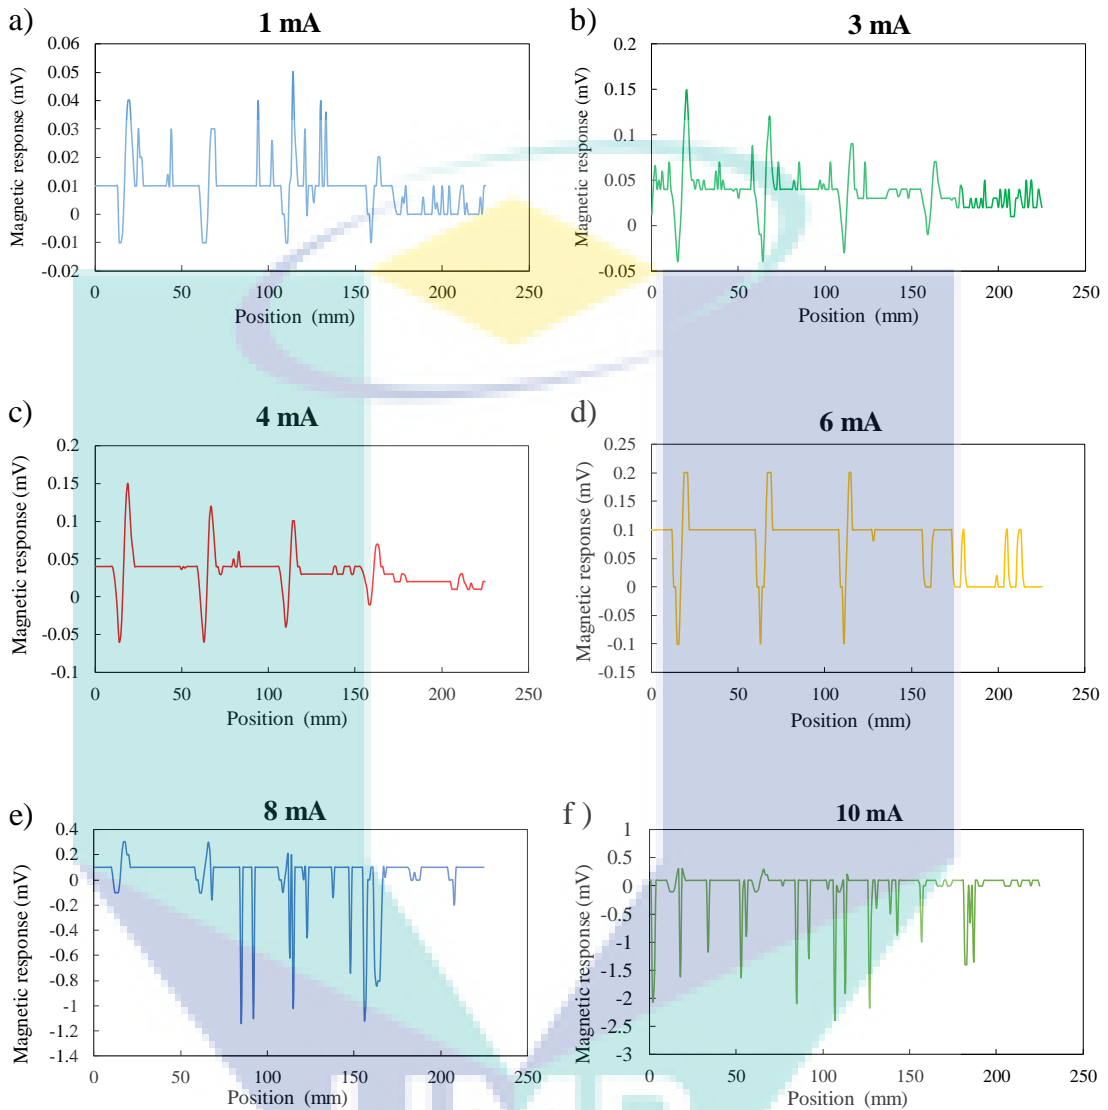 a) 1 mA
Magnetic response (mV)
0.06
0.05
0.04
0.03
0.02
0.01
0
-0.01
-0.02
0 50 100 150 200 250
Position (mm)
b) 3 mA
Magnetic response (mV)
0.2
0.15
0.1
0.05
0
-0.05
0 50 100 150 200 250
Position (mm)
c) 4 mA
Magnetic response (mV)
0.2
0.15
0.1
0.05
0
-0.05
-0.1
0 50 100 150 200 250
Position (mm)
d) 6 mA
Magnetic response (mV)
0.25
0.2
0.15
0.1
0.05
0
-0.05
-0.1
-0.15
0 50 100 150 200 250
Position (mm)
e) 8 mA
Magnetic response (mV)
0.4
0.2
0
-0.2
-0.4
-0.6
-0.8
-1
-1.2
-1.4
0 50 100 150 200 250
Position (mm)
f ) 10 mA
Magnetic response (mV)
1
0.5
0
-0.5
-1
-1.5
-2
-2.5
-3
0 50 100 150 200 250
Position (mm)